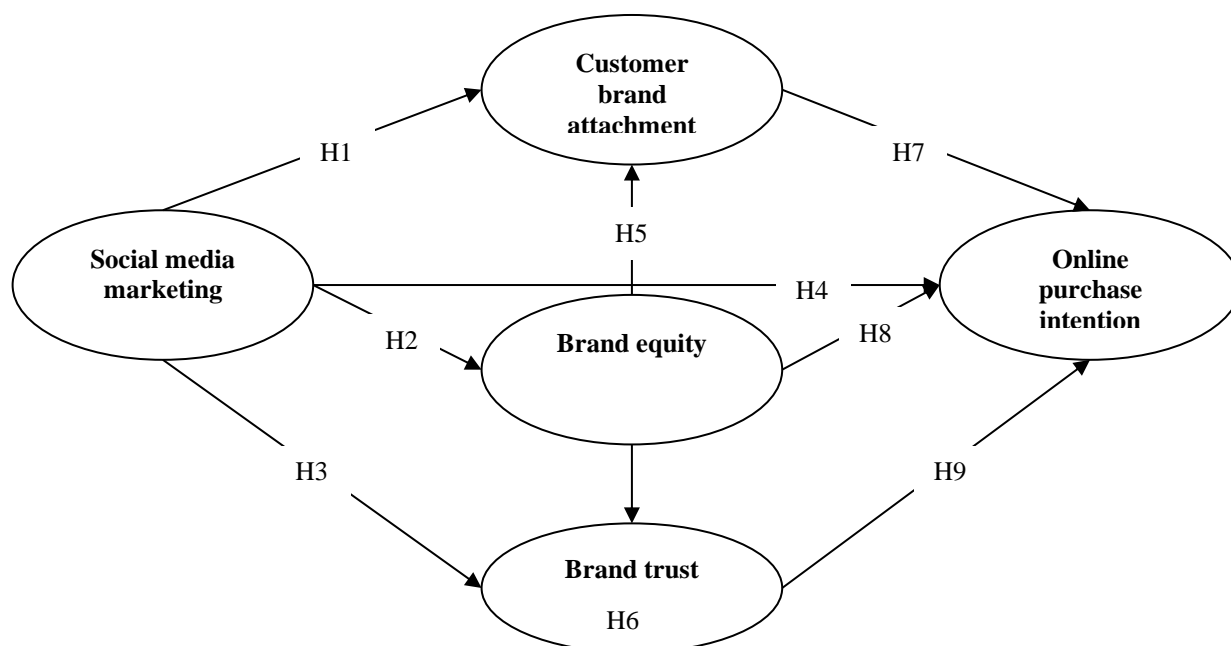 Customer
brand
attachment
H1
H7
H5
Social media
marketing
Online
purchase
intention
H4
H2
Brand equity
H8
H3
H9
Brand trust
H6